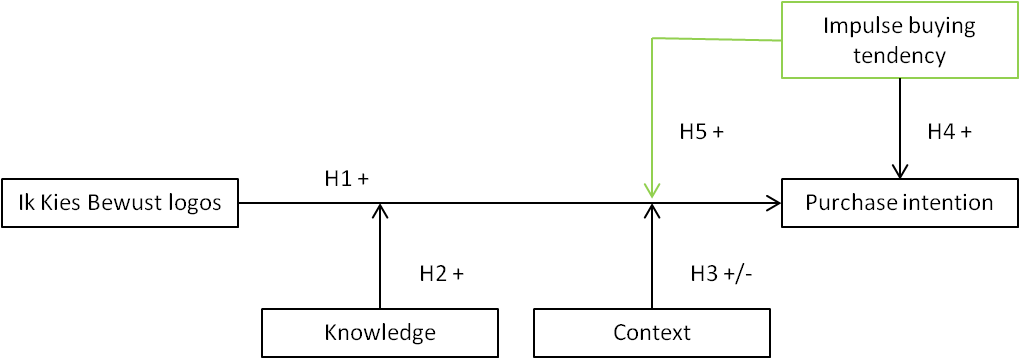 Impulse buying
tendency
H5 +
H4 +
H1 +
Ik Kies Bewust logos
Purchase intention
H2 +
H3 +/-
Knowledge
Context